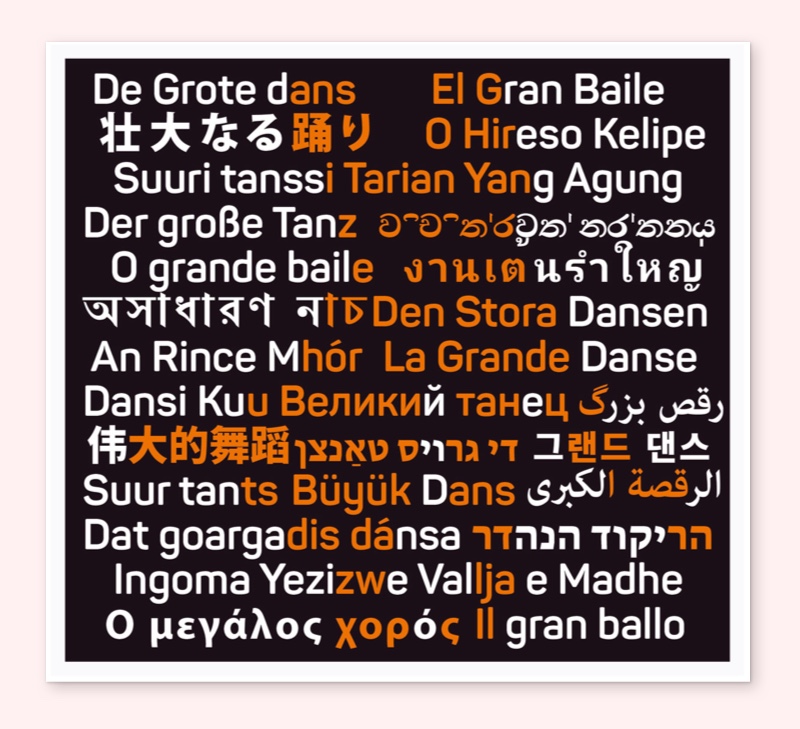 De Grote dans El Gran Baile
壮大なる踊り O Hireso Kelipe
Suuri tanssi Tarian Yang Agung
Der große Tanz
O grande baile งานเต นรำ ใหญ่
অসাধাৰণ নাচ Den Stora Dansen
An Rince Mhór La Grande Danse
Dansi Kuu Великий танец رقص بزرگ
伟大的舞蹈 די גרויס טאַנצן 그랜드 댄스
Suur tants Büyük Dans الرقصة الكبرى
Dat goargadis dánsa הריקוד הנהדר
Ingoma Yezizwe Vallja e Madhe
Ο μεγάλος χορός Il gran ballo